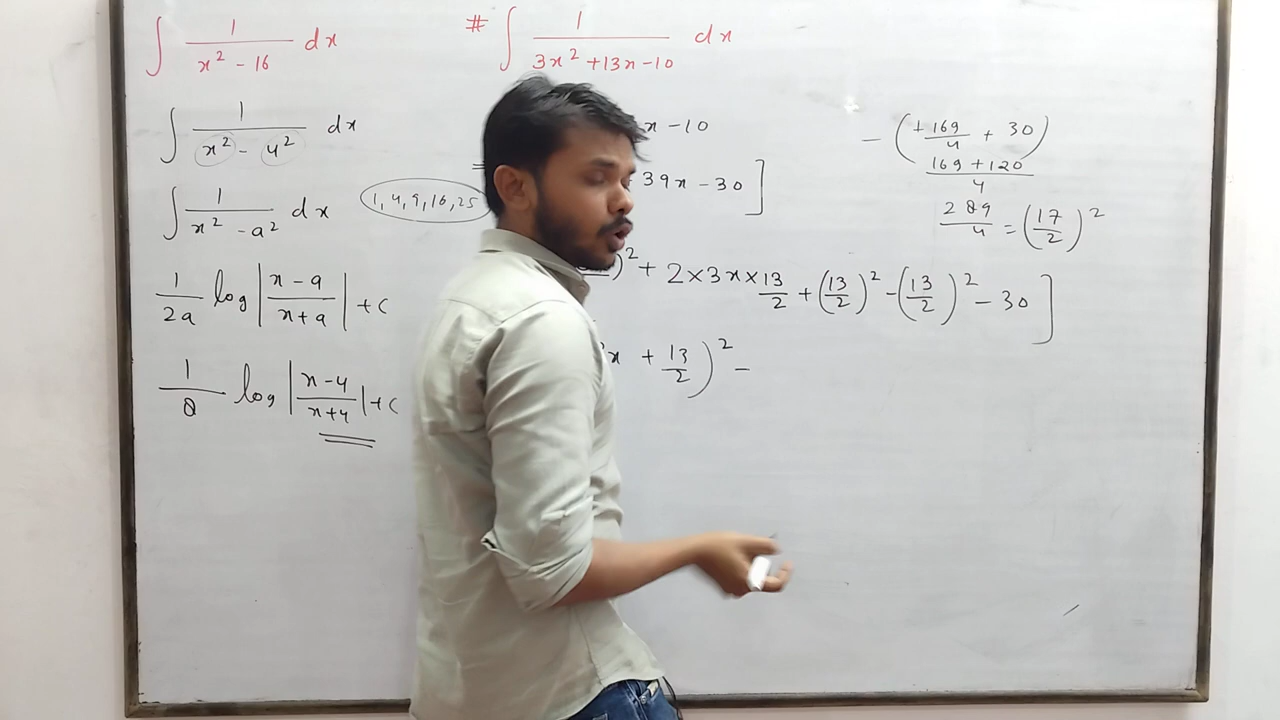 ∫ 1/(x² - 16) dx
∫ 1/(x² - 4²) dx
∫ 1/(x² - a²) dx
1, 4, 9, 16, 25
1/2a log |(x - a)/(x + a)| + c
1/8 log |(x - 4)/(x + 4)| + c
# ∫ 1/(3x² + 13x - 10) dx
x - 10
=
39x - 30]
)² + 2 × 3x × 13/2 + (13/2)² - (13/2)² - 30]
x + 13/2)² -
- (+169/4 + 30)
(169 + 120)/4
289/4 = (17/2)²